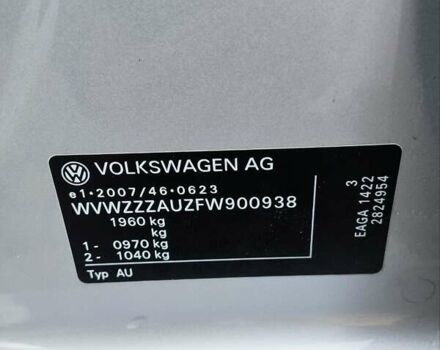 VOLKSWAGEN AG
e1*2007/46*0623
WVWZZZAUZFW900938
1960 kg
kg
1- 0970 kg
2- 1040 kg
Typ AU
3
EAGA 1422
2824954